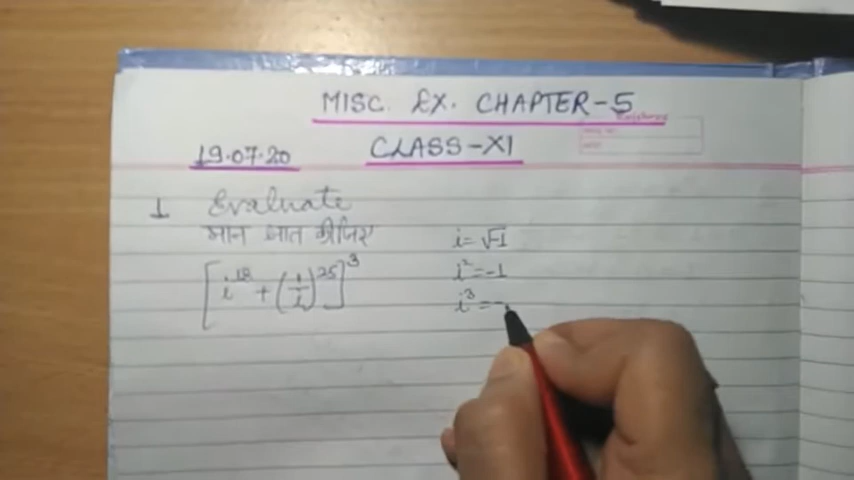 MISC. EX. CHAPTER-5
CLASS-XI
19.07.20
1 Evaluate
मान ज्ञात कीजिए
[i^18 + (1/i)^25]^3
i=√-1
i²=-1
i³=-